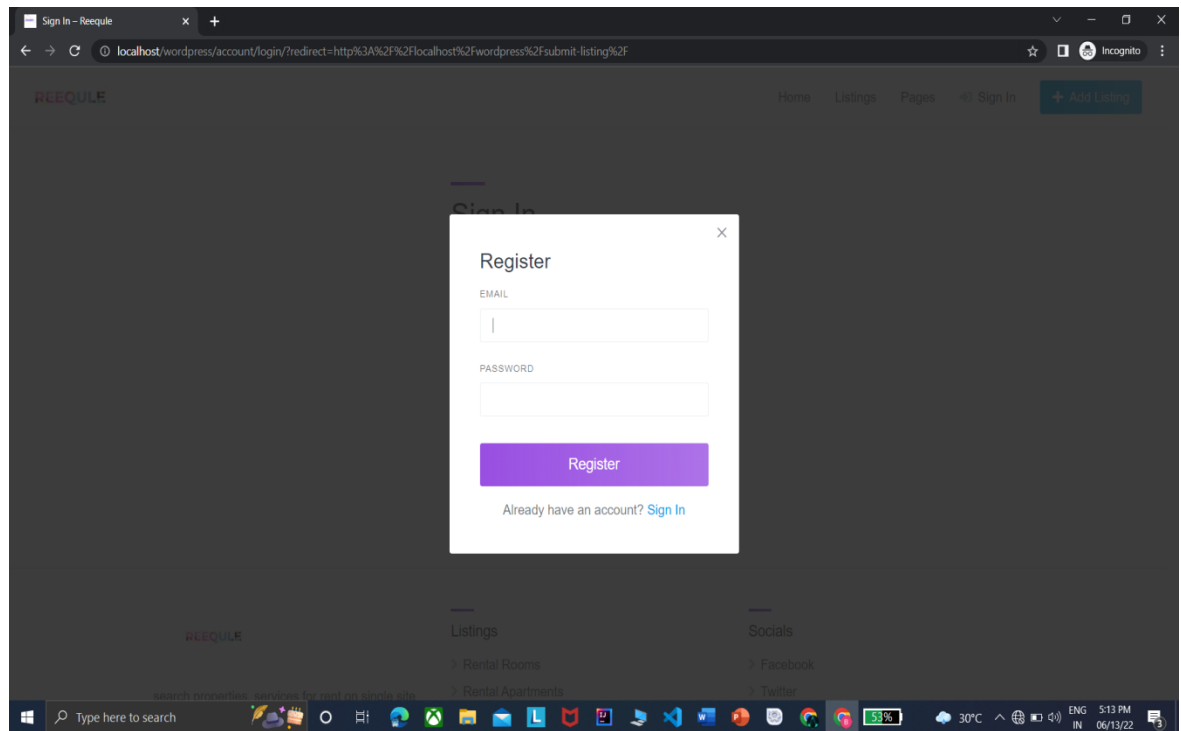 Sign In – Reequle
localhost/wordpress/account/login/?redirect=http%3A%2F%2Flocalhost%2Fwordpress%2Fsubmit-listing%2F
Incognito
REEQULE
Home Listings Pages Sign In + Add Listing
Sign In
Register
EMAIL
PASSWORD
Register
Already have an account? Sign In
REEQULE
search properties, services for rent on single site
Listings
> Rental Rooms
> Rental Apartments
Socials
> Facebook
> Twitter
Type here to search
53%
30°C
ENG
IN
5:13 PM
06/13/22
3